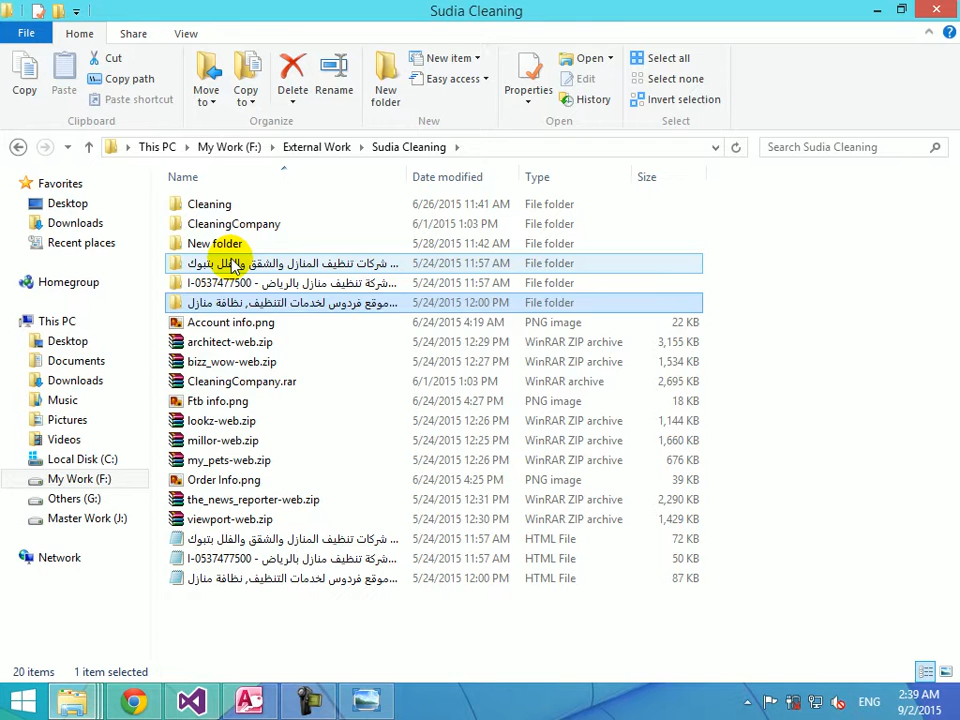 Sudia Cleaning
File Home Share View
Copy
Paste
Cut
Copy path
Paste shortcut
Clipboard
Move to
Copy to
Delete
Rename
Organize
New folder
New item
Easy access
New
Properties
Open
Edit
History
Open
Select all
Select none
Invert selection
Select
This PC My Work (F:) External Work Sudia Cleaning
Search Sudia Cleaning
Favorites
Desktop
Downloads
Recent places
Homegroup
This PC
Desktop
Documents
Downloads
Music
Pictures
Videos
Local Disk (C:)
My Work (F:)
Others (G:)
Master Work (J:)
Network
Name Date modified Type Size
Cleaning 6/26/2015 11:41 AM File folder
CleaningCompany 6/1/2015 1:03 PM File folder
New folder 5/28/2015 11:42 AM File folder
شركات تنظيف المنازل والشقق والفلل بتبوك ... 5/24/2015 11:57 AM File folder
شركة تنظيف منازل بالرياض - 0537477500-ا... 5/24/2015 11:57 AM File folder
موقع فردوس لخدمات التنظيف, نظافة منازل... 5/24/2015 12:00 PM File folder
Account info.png 6/24/2015 4:19 AM PNG image 22 KB
architect-web.zip 5/24/2015 12:29 PM WinRAR ZIP archive 3,155 KB
bizz_wow-web.zip 5/24/2015 12:27 PM WinRAR ZIP archive 1,534 KB
CleaningCompany.rar 6/1/2015 1:03 PM WinRAR archive 2,695 KB
Ftb info.png 6/24/2015 4:27 PM PNG image 18 KB
lookz-web.zip 5/24/2015 12:26 PM WinRAR ZIP archive 1,144 KB
millor-web.zip 5/24/2015 12:25 PM WinRAR ZIP archive 1,660 KB
my_pets-web.zip 5/24/2015 12:26 PM WinRAR ZIP archive 676 KB
Order Info.png 6/24/2015 4:25 PM PNG image 39 KB
the_news_reporter-web.zip 5/24/2015 12:31 PM WinRAR ZIP archive 2,290 KB
viewport-web.zip 5/24/2015 12:30 PM WinRAR ZIP archive 1,429 KB
شركات تنظيف المنازل والشقق والفلل بتبوك ... 5/24/2015 11:57 AM HTML File 72 KB
شركة تنظيف منازل بالرياض - 0537477500-ا... 5/24/2015 11:57 AM HTML File 50 KB
موقع فردوس لخدمات التنظيف, نظافة منازل... 5/24/2015 12:00 PM HTML File 87 KB
20 items 1 item selected
ENG
2:39 AM
9/2/2015